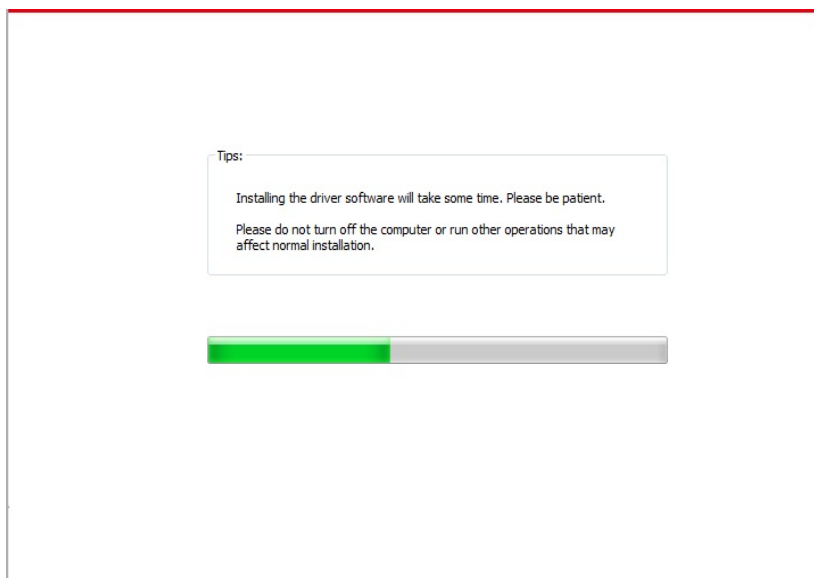 Tips:
Installing the driver software will take some time. Please be patient.
Please do not turn off the computer or run other operations that may
affect normal installation.